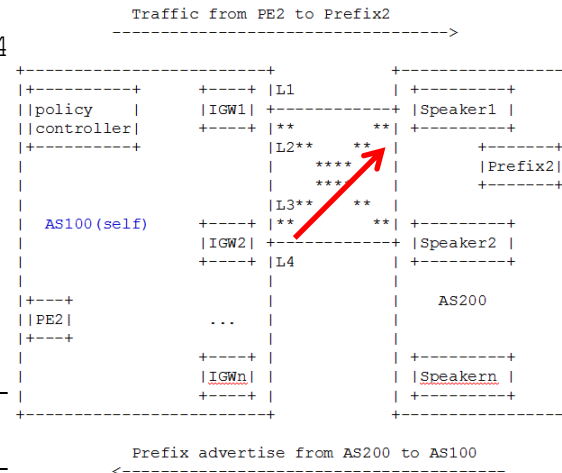 Traffic from PE2 to Prefix2
---------------------------------->
4
+-------------------------+            +-----------------
|+----------+      +----+ |L1          | +---------+
||policy    |      |IGW1| +------------+ |Speaker1 |
||controller|      +----+ |**        **| +---------+
|+----------+             |L2**    **  |        +-------+
|                         |    ****    |        |Prefix2|
|                         |    ****    |        +-------+
|                         |L3**    **  |
|  AS100(self)     +----+ |**        **| +---------+
|                  |IGW2| +------------+ |Speaker2 |
|                  +----+ |L4          | +---------+
|                         |            |
|+---+                    |            |    AS200
||PE2|              ...   |            |
|+---+                    |            |
|                  +----+ |            | +---------+
|                  |IGWn| |            | |Speakern |
|                  +----+ |            | +---------+
+-------------------------+            +-----------------
Prefix advertise from AS200 to AS100
<---------------------------------------